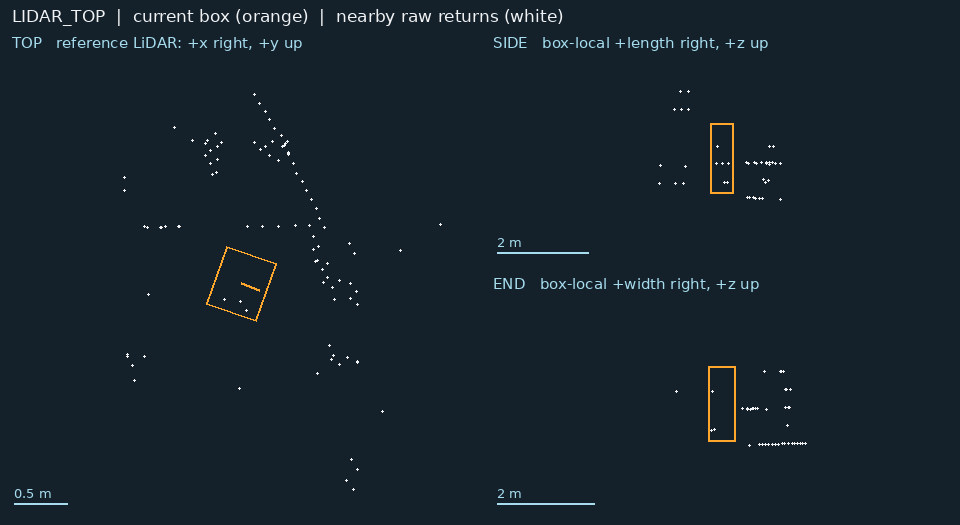 LIDAR_TOP | current box (orange) | nearby raw returns (white)
TOP reference LiDAR: +x right, +y up
SIDE box-local +length right, +z up
2 m
END box-local +width right, +z up
0.5 m
2 m